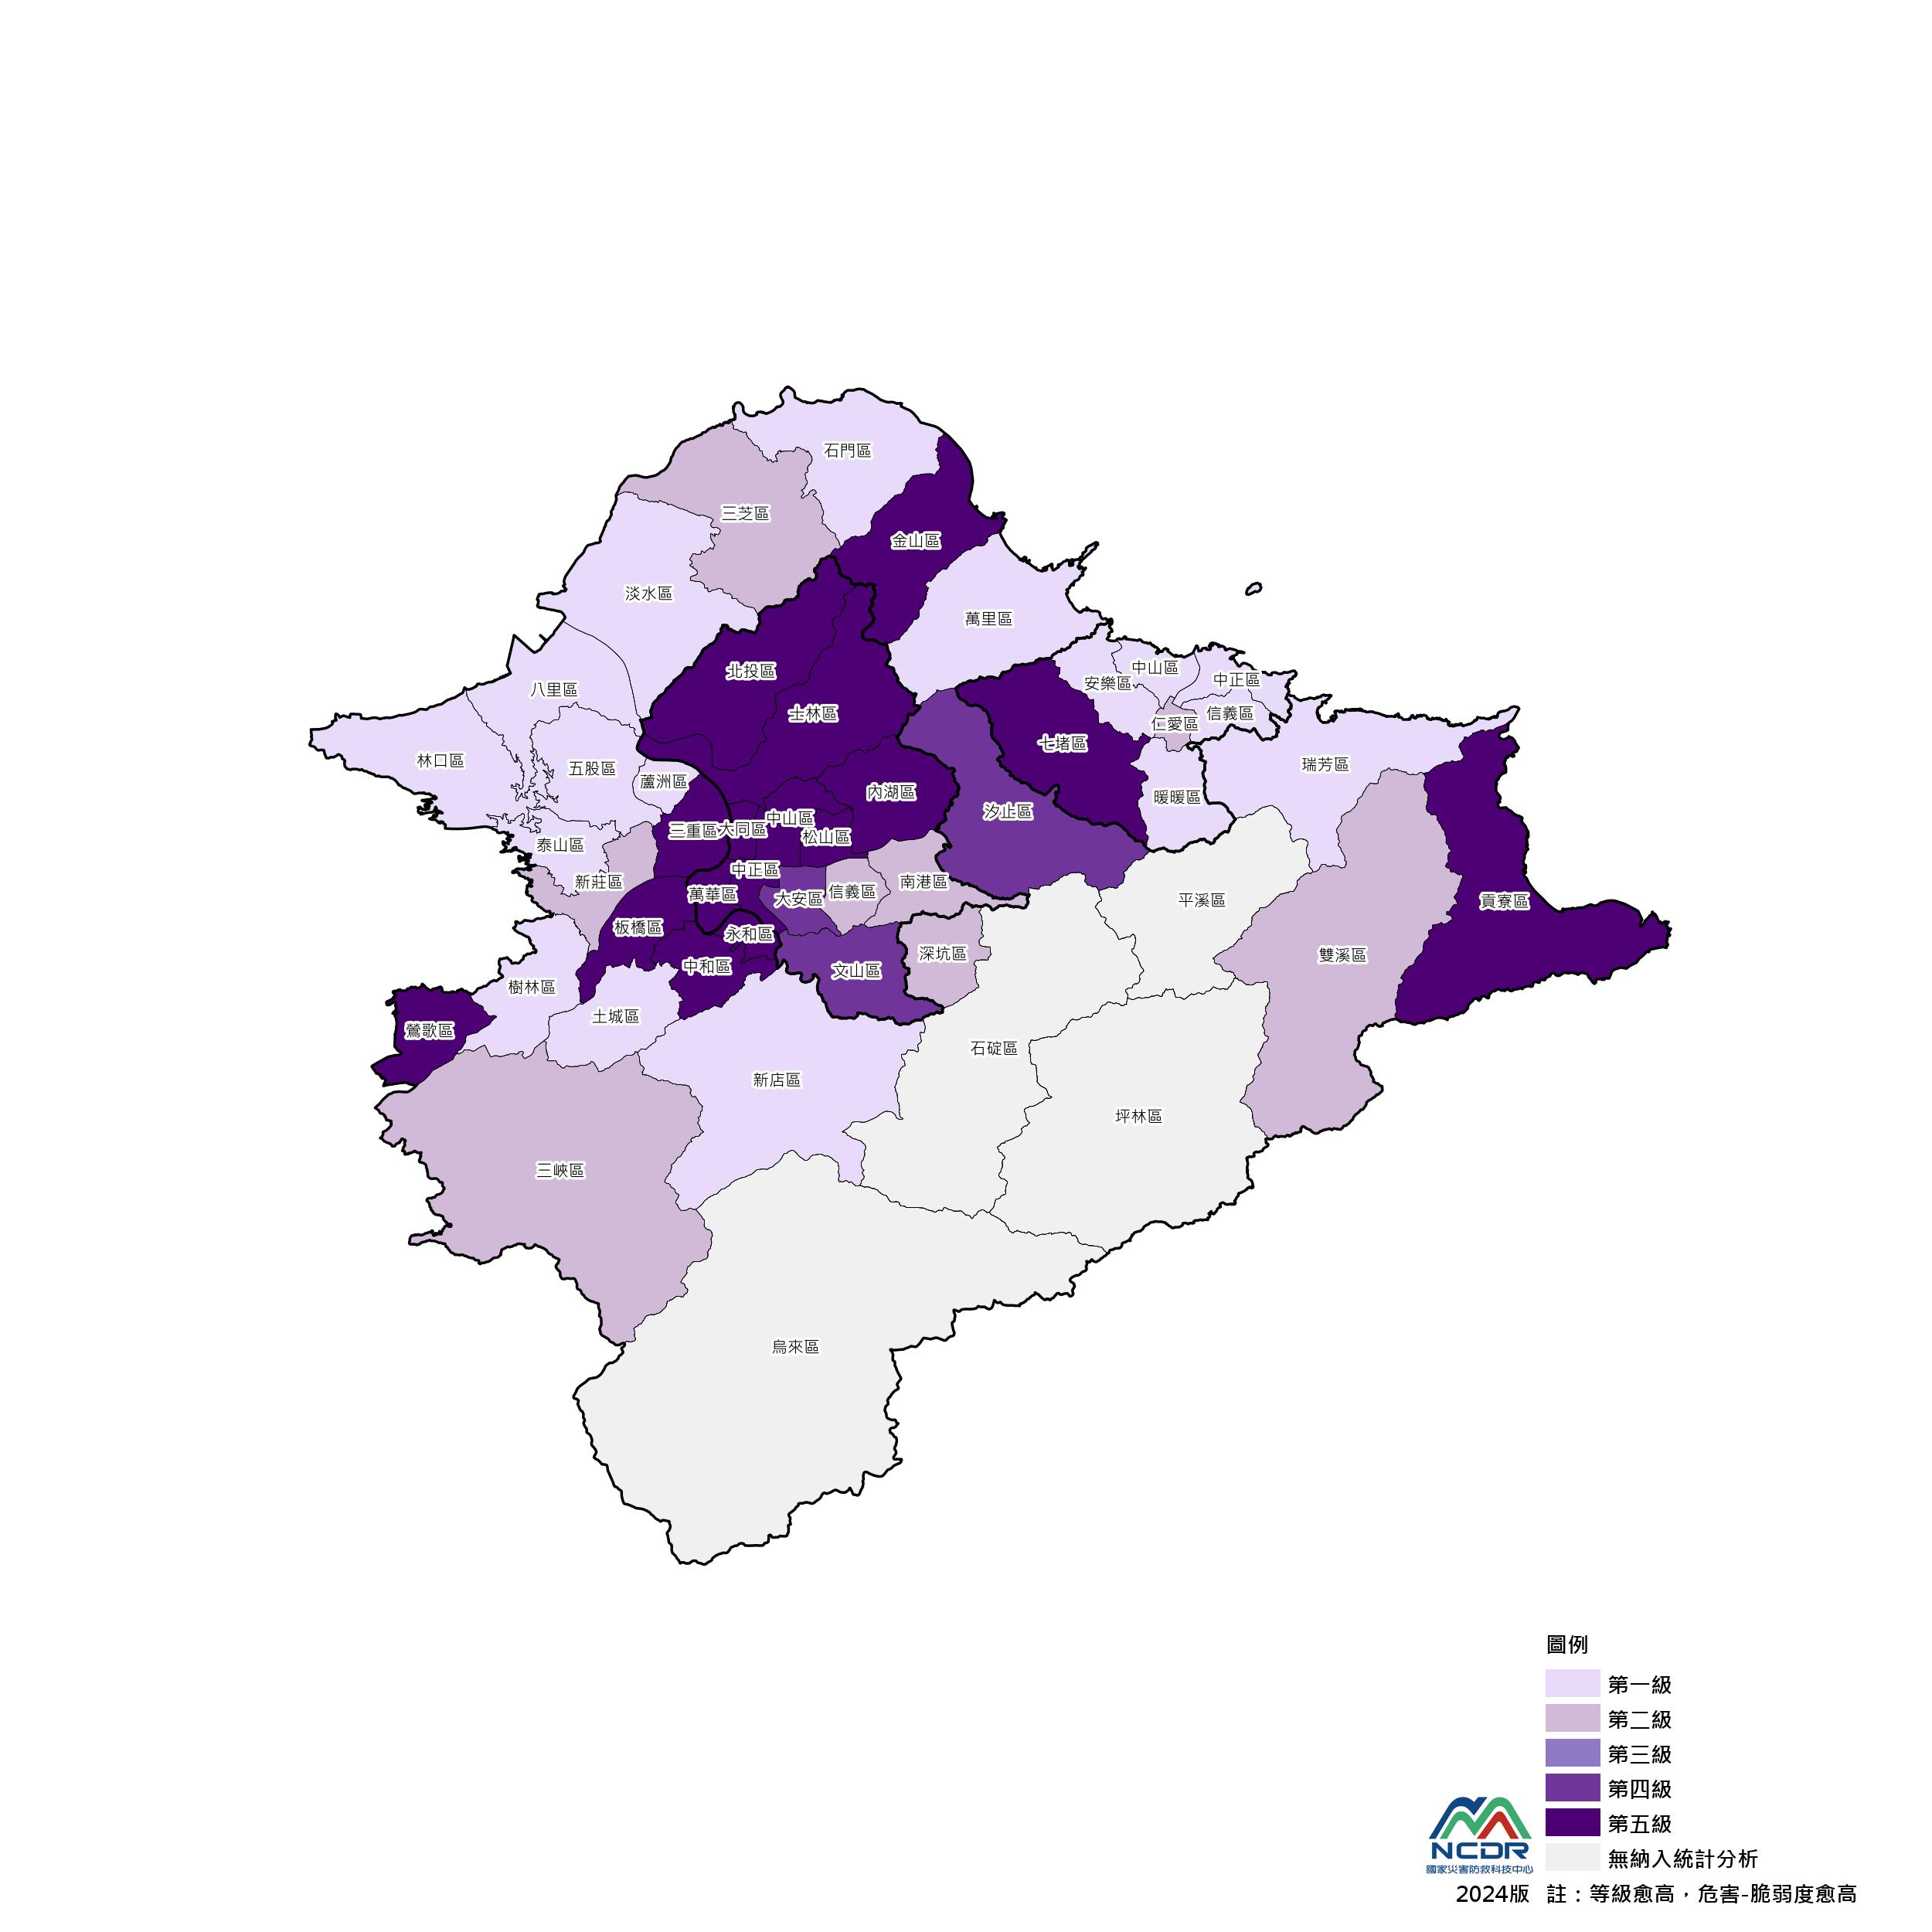 石門區
三芝區
金山區
淡水區
萬里區
北投區
中山區
中正區
安樂區
八里區
士林區
信義區
仁愛區
七堵區
林口區
五股區
蘆洲區
內湖區
瑞芳區
暖暖區
汐止區
三重區
大同區
中山區
松山區
泰山區
中正區
新莊區
萬華區
大安區
信義區
南港區
平溪區
貢寮區
板橋區
永和區
深坑區
雙溪區
中和區
文山區
樹林區
土城區
鶯歌區
石碇區
新店區
坪林區
三峽區
烏來區
圖例
第一級
第二級
第三級
第四級
第五級
無納入統計分析
NCDR
國家災害防救科技中心
2024版 註：等級愈高，危害-脆弱度愈高